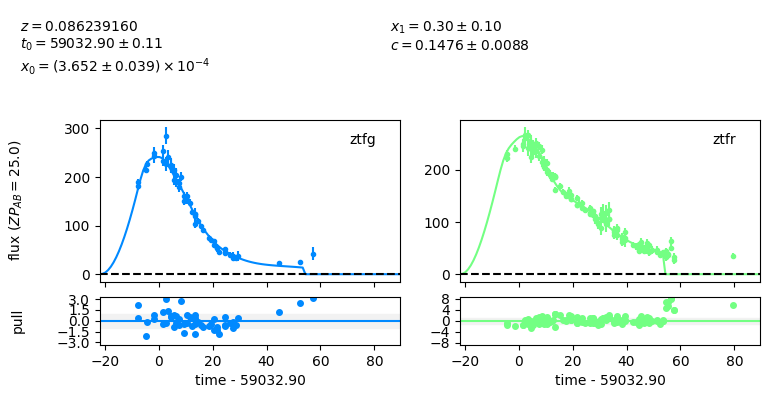 z = 0.086239160
t₀ = 59032.90 ± 0.11
x₀ = (3.652 ± 0.039) × 10⁻⁴
x₁ = 0.30 ± 0.10
c = 0.1476 ± 0.0088
ztfg
ztfr
flux (ZP_AB = 25.0)
300
200
100
0
200
100
0
pull
3.0
1.5
0.0
−1.5
−3.0
8
4
0
−4
−8
−20 0 20 40 60 80
−20 0 20 40 60 80
time - 59032.90
time - 59032.90